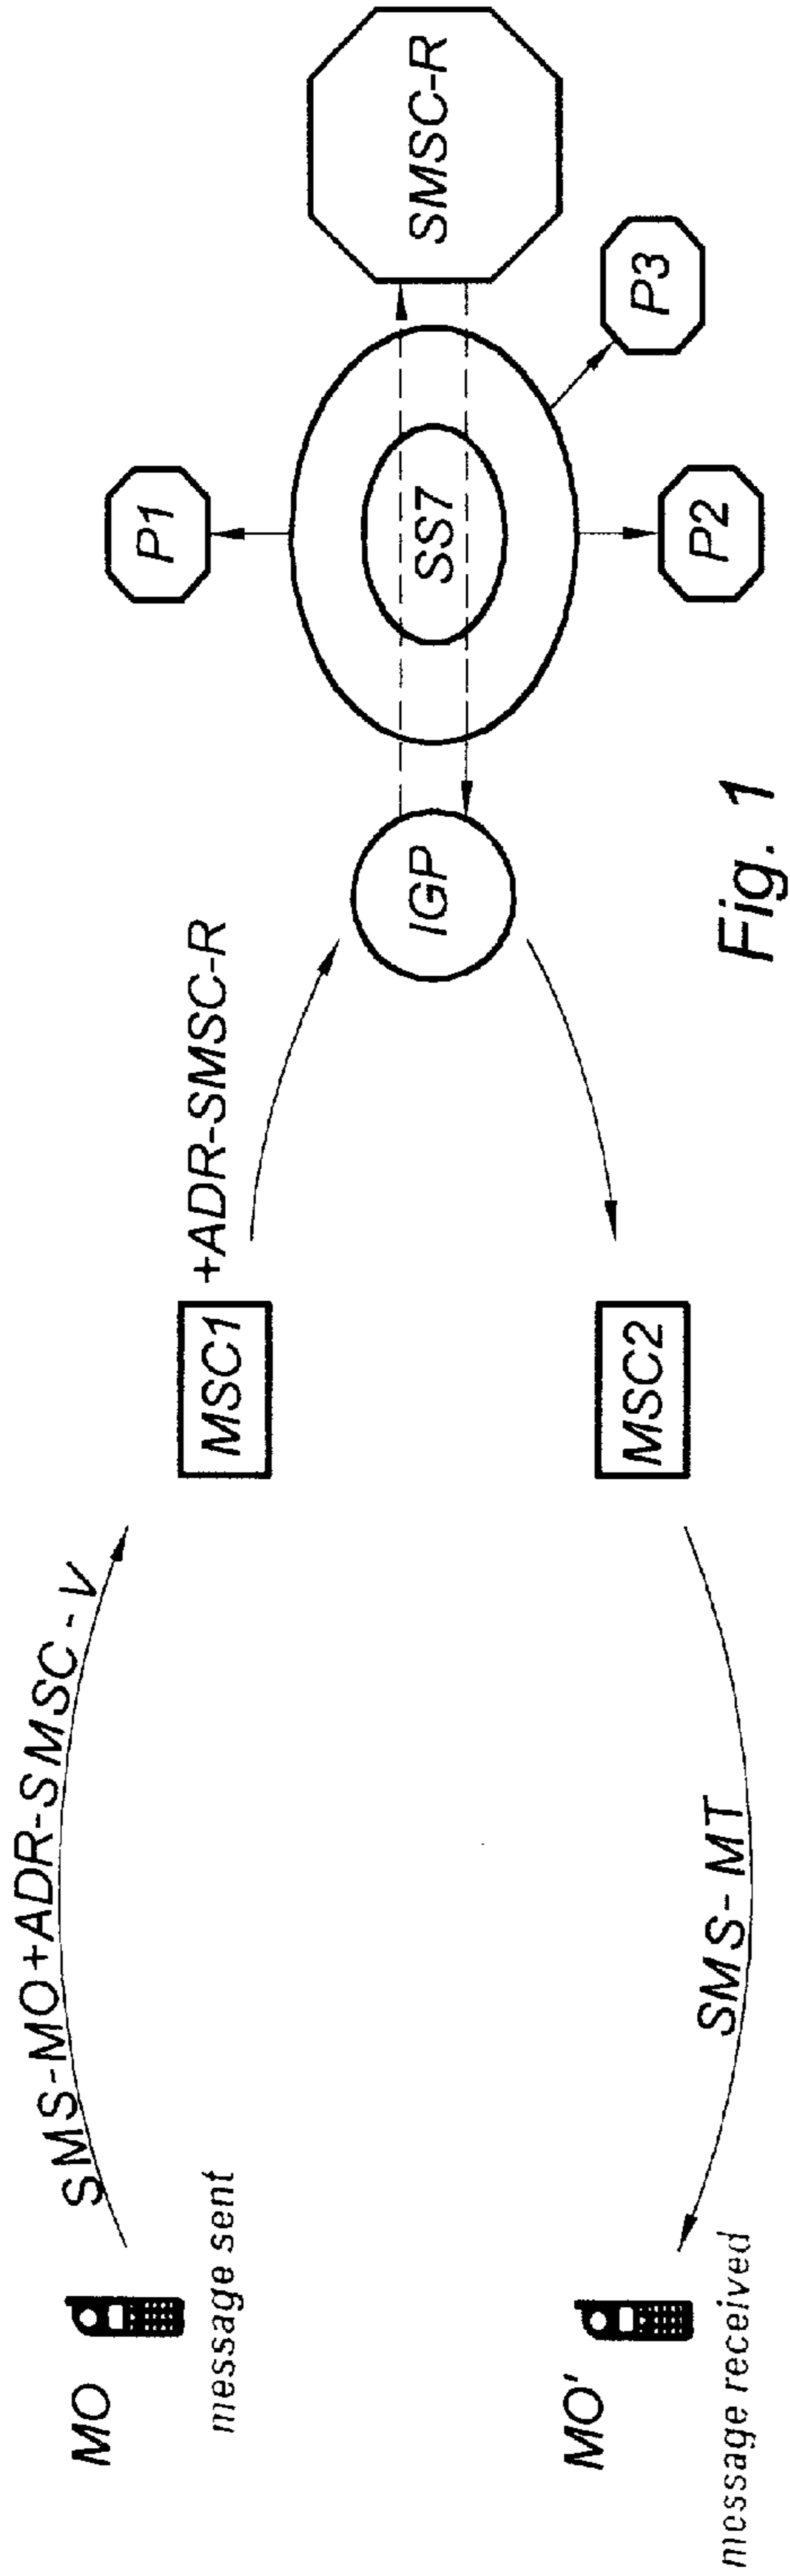 MO
message sent
SMS-MO+ADR-SMSC-V
MSC1
+ADR-SMSC-R
IGP
SS7
P1
P2
P3
SMSC-R
MSC2
SMS-MT
MO'
message received
Fig. 1